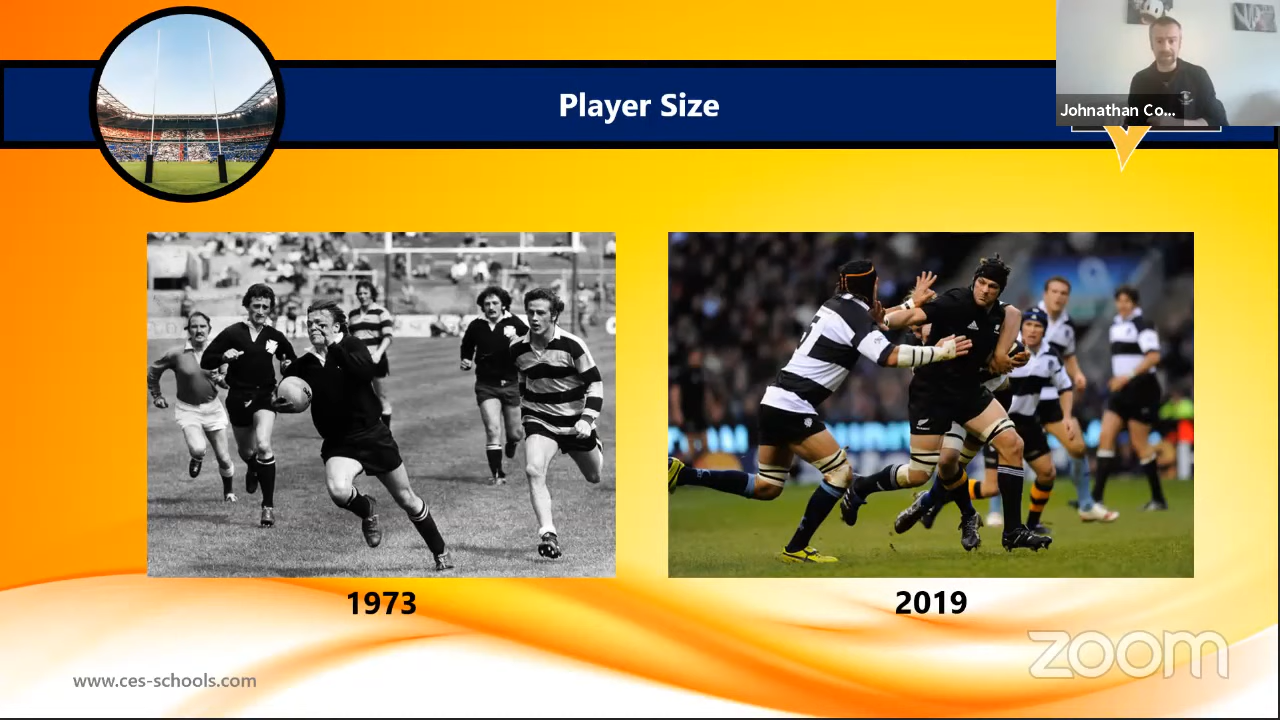 Player Size
Johnathan Co...
1973
2019
zoom
www.ces-schools.com